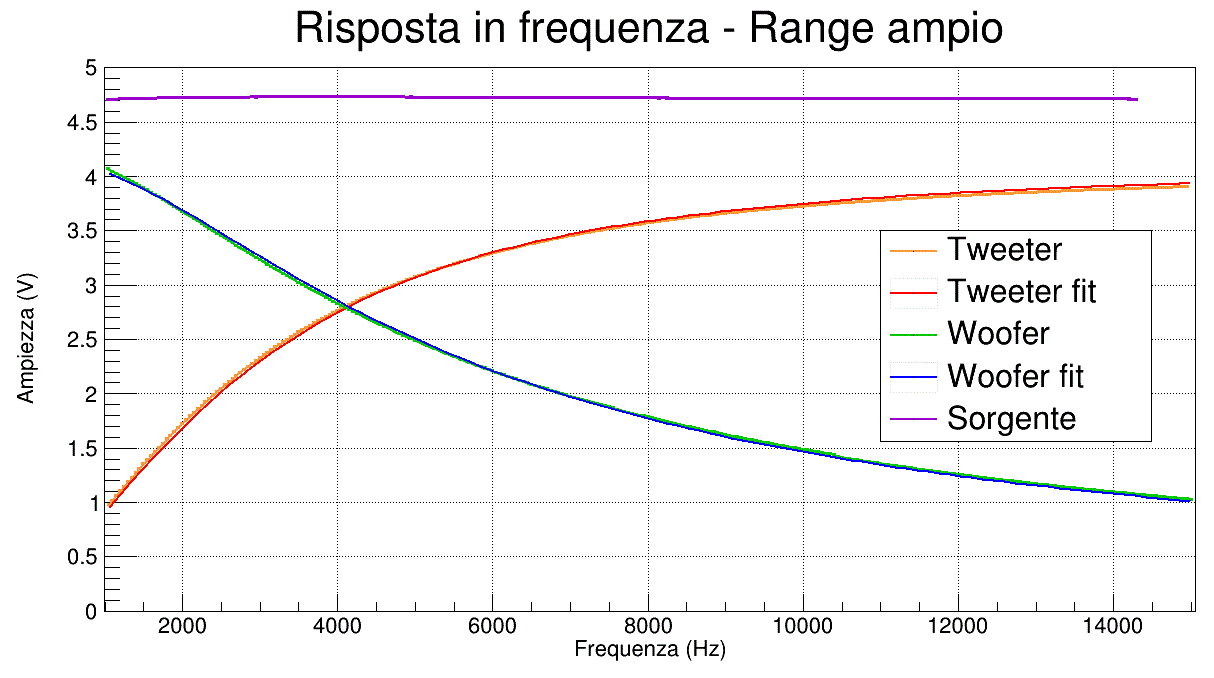 Risposta in frequenza - Range ampio
5
4.5
4
3.5
3
2.5
2
1.5
1
0.5
0
Ampiezza (V)
Tweeter
Tweeter fit
Woofer
Woofer fit
Sorgente
2000 4000 6000 8000 10000 12000 14000
Frequenza (Hz)